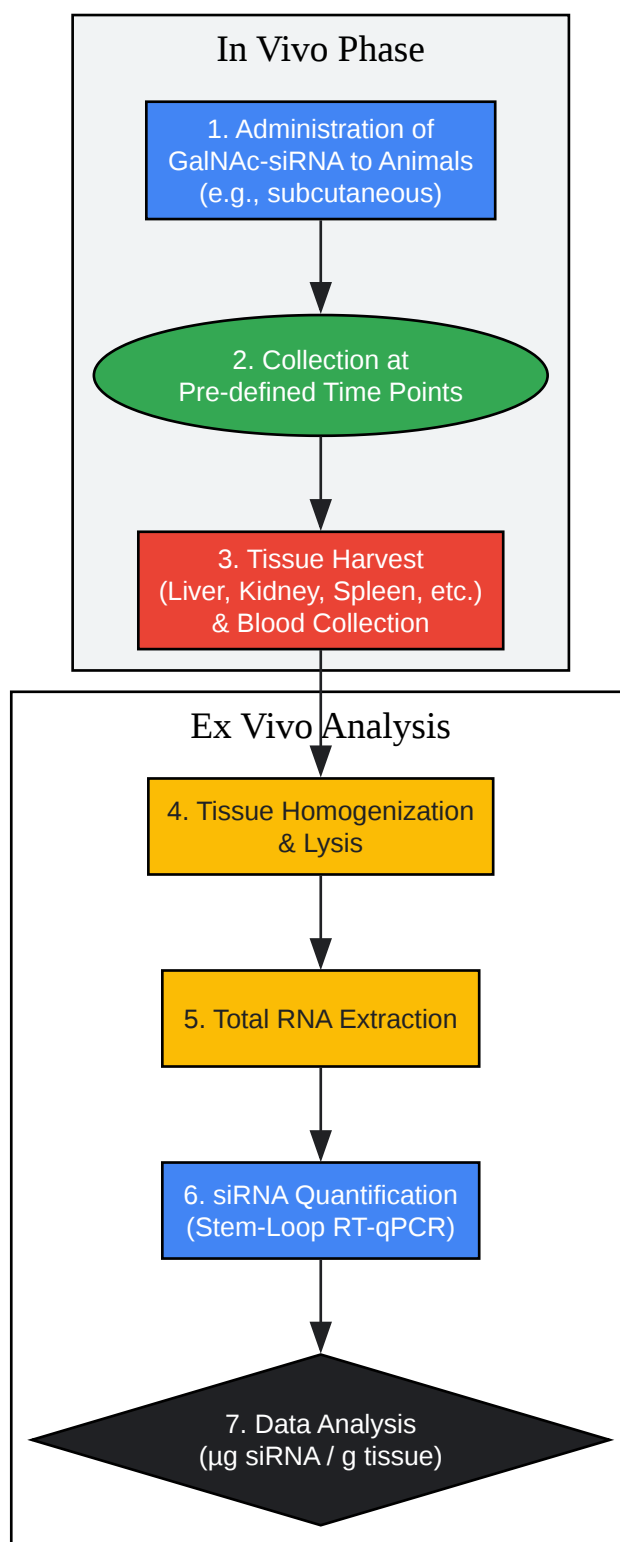 In Vivo Phase
1. Administration of
GalNAc-siRNA to Animals
(e.g., subcutaneous)
2. Collection at
Pre-defined Time Points
3. Tissue Harvest
(Liver, Kidney, Spleen, etc.)
& Blood Collection
Ex Vivo Analysis
4. Tissue Homogenization
& Lysis
5. Total RNA Extraction
6. siRNA Quantification
(Stem-Loop RT-qPCR)
7. Data Analysis
(µg siRNA / g tissue)